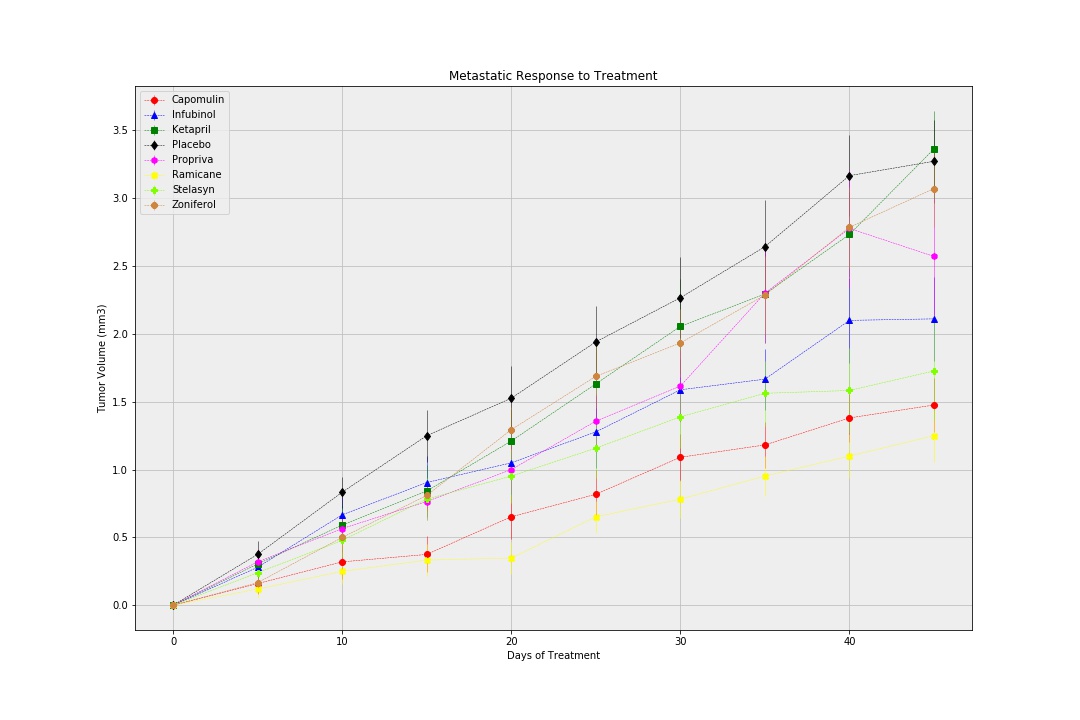 Metastatic Response to Treatment
Capomulin
Infubinol
Ketapril
Placebo
Propriva
Ramicane
Stelasyn
Zoniferol
Tumor Volume (mm3)
3.5
3.0
2.5
2.0
1.5
1.0
0.5
0.0
0 10 20 30 40
Days of Treatment